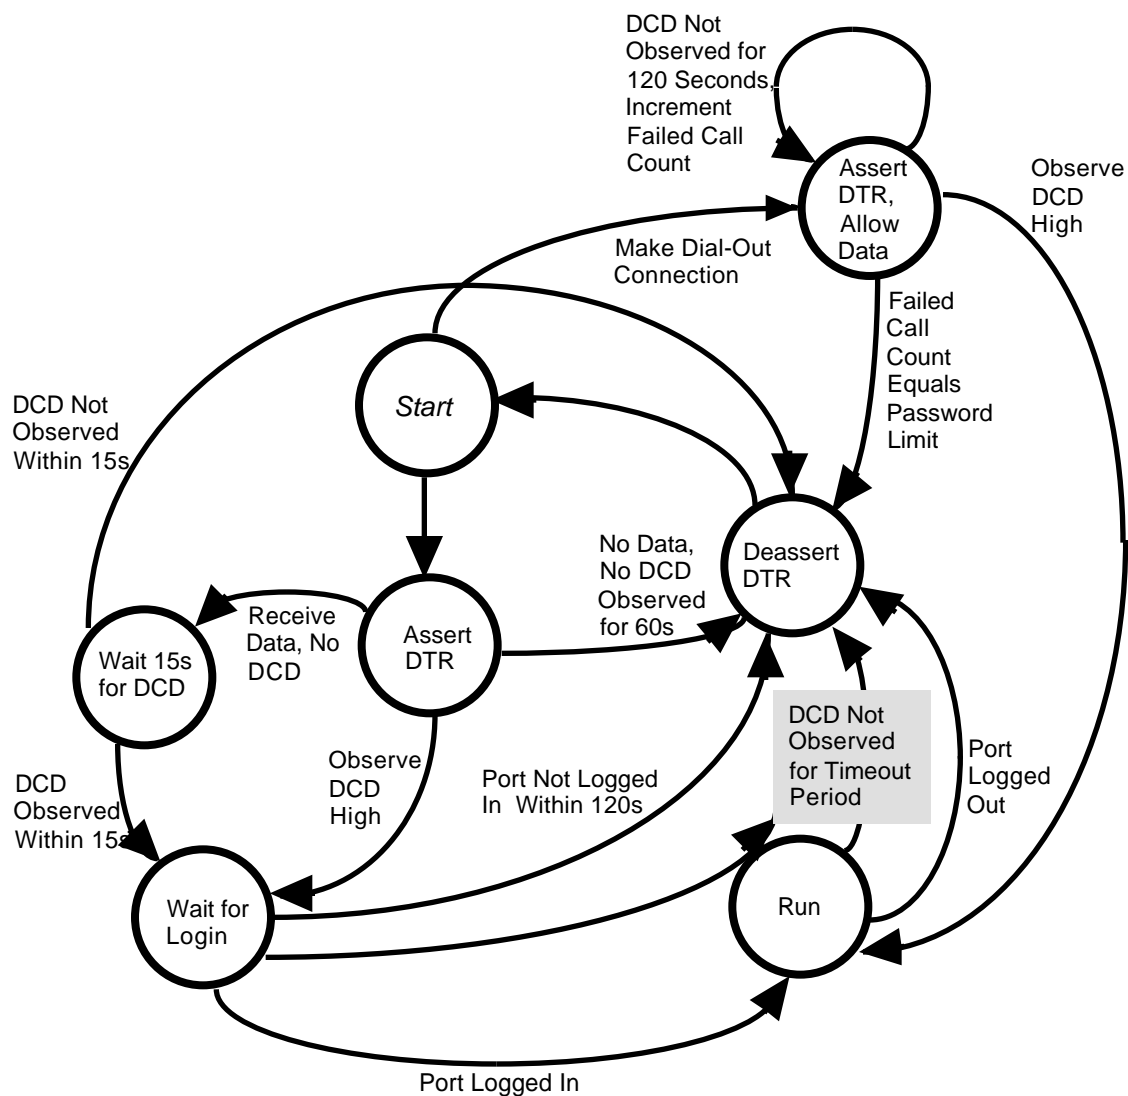 DCD Not
Observed for
120 Seconds,
Increment
Failed Call
Count
Assert
DTR,
Allow
Data
Observe
DCD
High
Make Dial-Out
Connection
Failed
Call
Count
Equals
Password
Limit
Start
DCD Not
Observed
Within 15s
No Data,
No DCD
Observed
for 60s
Deassert
DTR
Receive
Data, No
DCD
Assert
DTR
Wait 15s
for DCD
DCD Not
Observed
for Timeout
Period
Port
Logged
Out
Observe
DCD
High
Port Not Logged
In Within 120s
DCD
Observed
Within 15s
Wait for
Login
Run
Port Logged In